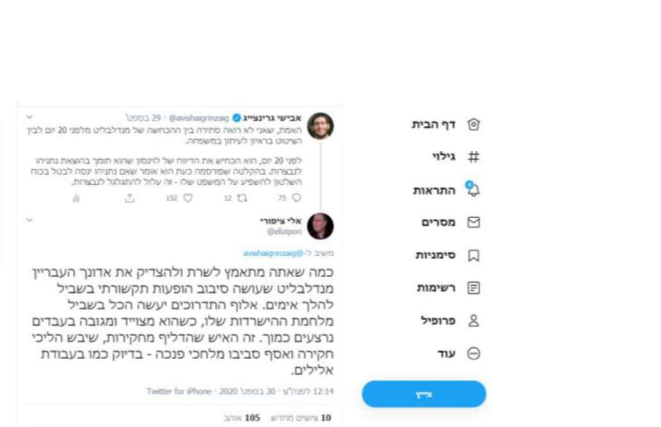 אבישי גרינצייג @avishaigrinzaig · 29 בספט'
האמת, שאני לא רואה סתירה בין ההכחשה של מנדלבליט מלפני 20 יום לבין
הציטוט בראיון לעיתון במשפחה.
לפני 20 יום, הוא הכחיש את הדיווח של לוינסון שהוא תומך בהוצאת נתניהו
לנבצרות. בהקלטה שפורסמה כעת הוא אומר שאם נתניהו ינסה לבטל בכוח
השלטון להשפיע על המשפט שלו - זה עלול להתגלגל לנבצרות.
75 12 152
אלי ציפורי
@elizipori
משיב ל-@avishaigrinzaig
כמה שאתה מתאמץ לשרת ולהצדיק את אדונך העבריין
מנדלבליט שעושה סיבוב הופעות תקשורתי בשביל
להלך אימים. אלוף התדרוכים יעשה הכל בשביל
מלחמת ההישרדות שלו, כשהוא מצוייד ומגובה בעבדים
נרצעים כמוך. זה האיש שהדליף מחקירות, שיבש הליכי
חקירה ואסף סביבו מלחכי פנכה - בדיוק כמו בעבודת
אלילים.
12:14 לפנה"צ · 30 בספט' 2020 · Twitter for iPhone
10 ציוצים מחדש 105 אוהב
דף הבית
גילוי
התראות
מסרים
סימניות
רשימות
פרופיל
עוד
ציוץ